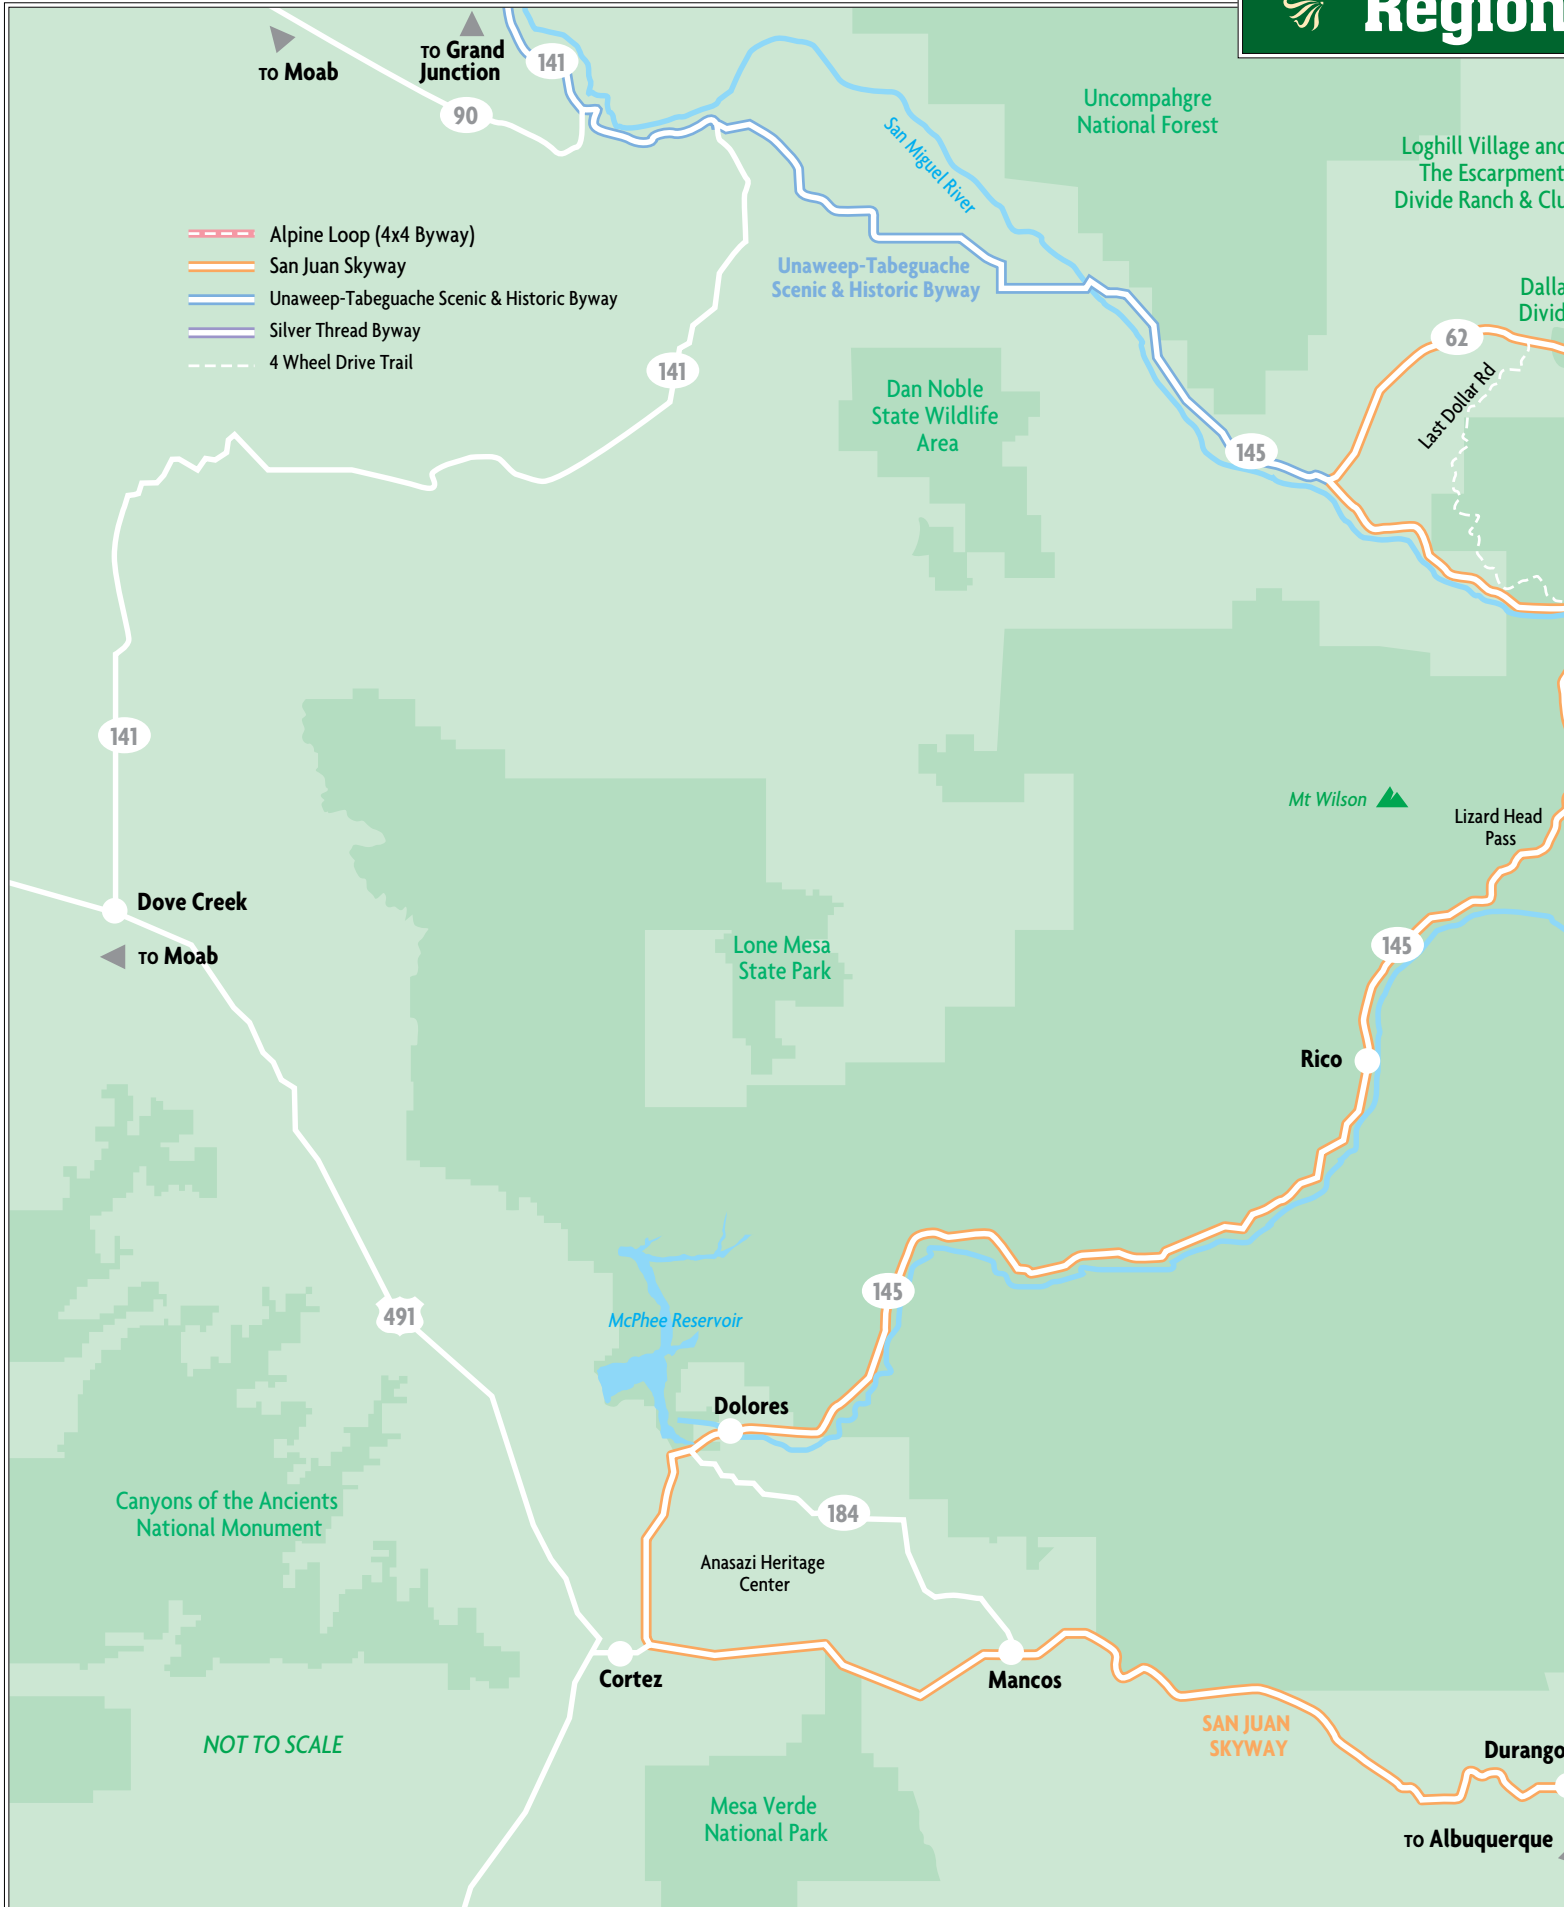 Region
TO Moab
TO Grand
Junction
141
90
Uncompahgre
National Forest
San Miguel River
Loghill Village and
The Escarpment
Divide Ranch & Clu
Alpine Loop (4x4 Byway)
San Juan Skyway
Unaweep-Tabeguache Scenic & Historic Byway
Silver Thread Byway
4 Wheel Drive Trail
Unaweep-Tabeguache
Scenic & Historic Byway
Dalla
Divid
62
Last Dollar Rd
141
Dan Noble
State Wildlife
Area
145
141
Mt Wilson
Lizard Head
Pass
Dove Creek
TO Moab
Lone Mesa
State Park
145
Rico
145
491
McPhee Reservoir
Dolores
Canyons of the Ancients
National Monument
184
Anasazi Heritage
Center
Cortez
Mancos
NOT TO SCALE
SAN JUAN
SKYWAY
Durango
Mesa Verde
National Park
TO Albuquerque